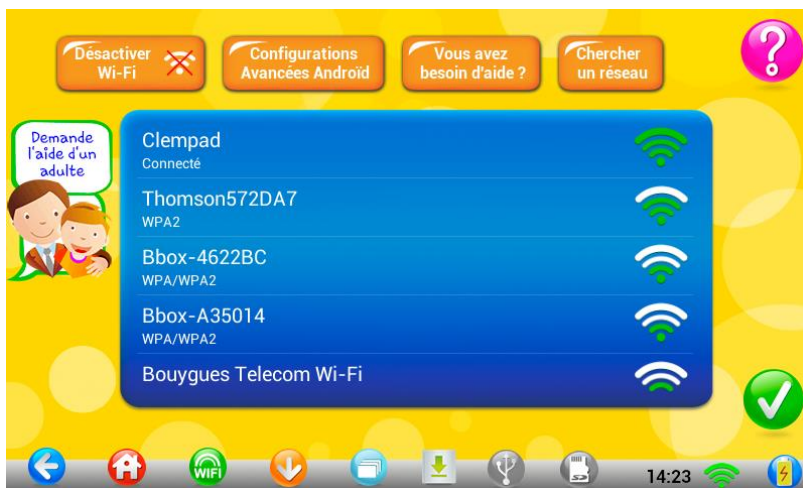 Désactiver
Wi-Fi
Configurations
Avancées Androïd
Vous avez
besoin d'aide ?
Chercher
un réseau
?
Demande
l'aide d'un
adulte
Clempad
Connecté
Thomson572DA7
WPA2
Bbox-4622BC
WPA/WPA2
Bbox-A35014
WPA/WPA2
Bouygues Telecom Wi-Fi
WiFi
14:23